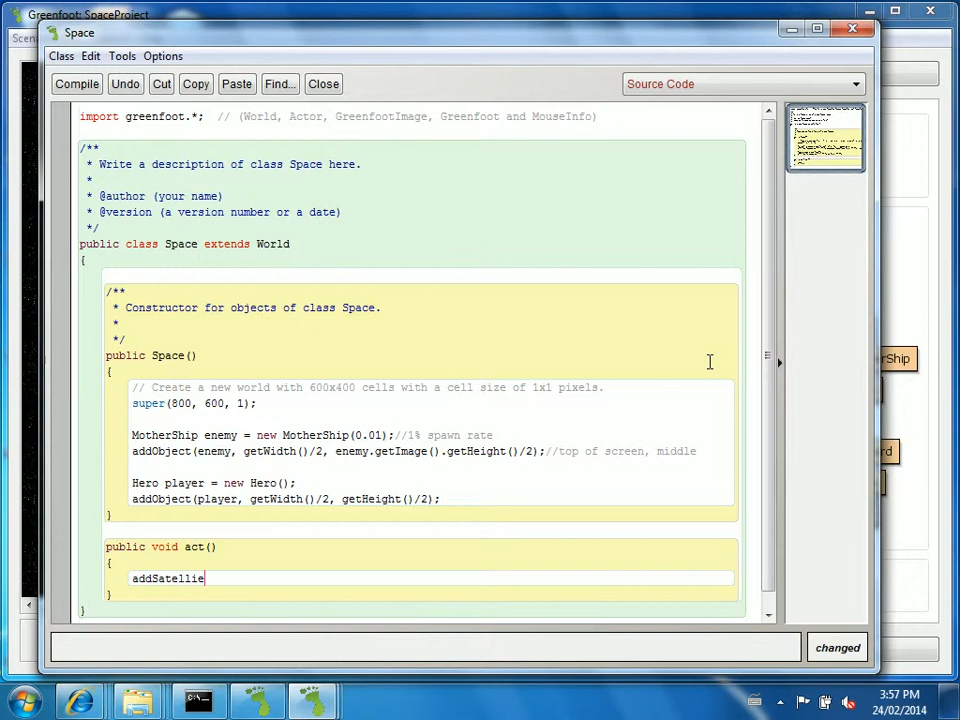 Greenfoot: SpaceProject
Scen
Space
Class Edit Tools Options
Compile Undo Cut Copy Paste Find... Close Source Code
import greenfoot.*;  // (World, Actor, GreenfootImage, Greenfoot and MouseInfo)
/**
 * Write a description of class Space here.
 *
 * @author (your name)
 * @version (a version number or a date)
 */
public class Space extends World
{
/**
 * Constructor for objects of class Space.
 *
 */
public Space()
{
// Create a new world with 600x400 cells with a cell size of 1x1 pixels.
super(800, 600, 1);
MotherShip enemy = new MotherShip(0.01);//1% spawn rate
addObject(enemy, getWidth()/2, enemy.getImage().getHeight()/2);//top of screen, middle
Hero player = new Hero();
addObject(player, getWidth()/2, getHeight()/2);
}
public void act()
{
addSatellie
}
}
rShip
rd
changed
3:57 PM
24/02/2014